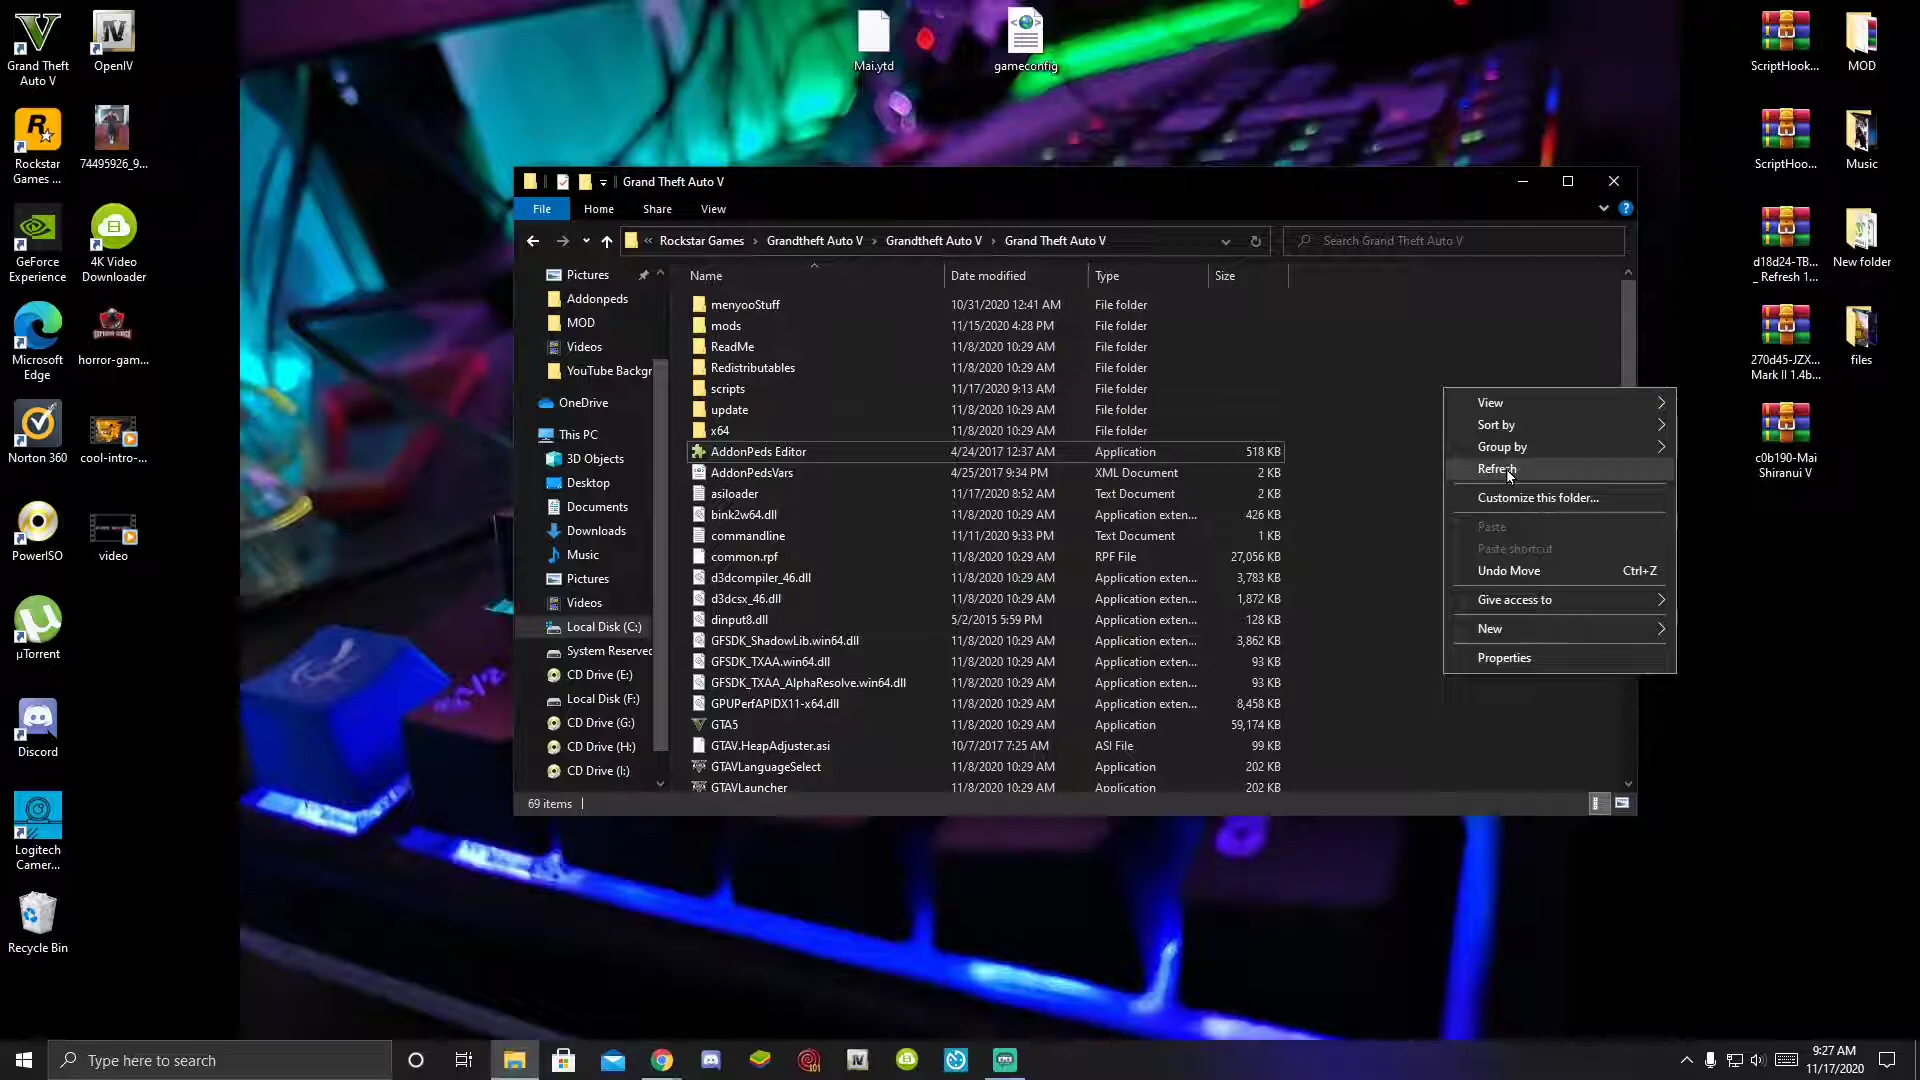 Grand Theft
Auto V
OpenIV
Rockstar
Games ...
74495926_9...
GeForce
Experience
4K Video
Downloader
Microsoft
Edge
horror-gam...
Norton 360
cool-intro-...
PowerISO
video
µTorrent
Discord
Logitech
Camer...
Recycle Bin
Mai.ytd
gameconfig
ScriptHook...
MOD
ScriptHoo...
Music
d18d24-TB...
_ Refresh 1...
New folder
270d45-JZX...
Mark II 1.4b...
files
c0b190-Mai
Shiranui V
Grand Theft Auto V
File Home Share View
« Rockstar Games › Grandtheft Auto V › Grandtheft Auto V › Grand Theft Auto V
Search Grand Theft Auto V
Pictures
Addonpeds
MOD
Videos
YouTube Backgr
OneDrive
This PC
3D Objects
Desktop
Documents
Downloads
Music
Pictures
Videos
Local Disk (C:)
System Reserved
CD Drive (E:)
Local Disk (F:)
CD Drive (G:)
CD Drive (H:)
CD Drive (I:)
Name Date modified Type Size
menyooStuff 10/31/2020 12:41 AM File folder
mods 11/15/2020 4:28 PM File folder
ReadMe 11/8/2020 10:29 AM File folder
Redistributables 11/8/2020 10:29 AM File folder
scripts 11/17/2020 9:13 AM File folder
update 11/8/2020 10:29 AM File folder
x64 11/8/2020 10:29 AM File folder
AddonPeds Editor 4/24/2017 12:37 AM Application 518 KB
AddonPedsVars 4/25/2017 9:34 PM XML Document 2 KB
asiloader 11/17/2020 8:52 AM Text Document 2 KB
bink2w64.dll 11/8/2020 10:29 AM Application exten... 426 KB
commandline 11/11/2020 9:33 PM Text Document 1 KB
common.rpf 11/8/2020 10:29 AM RPF File 27,056 KB
d3dcompiler_46.dll 11/8/2020 10:29 AM Application exten... 3,783 KB
d3dcsx_46.dll 11/8/2020 10:29 AM Application exten... 1,872 KB
dinput8.dll 5/2/2015 5:59 PM Application exten... 128 KB
GFSDK_ShadowLib.win64.dll 11/8/2020 10:29 AM Application exten... 3,862 KB
GFSDK_TXAA.win64.dll 11/8/2020 10:29 AM Application exten... 93 KB
GFSDK_TXAA_AlphaResolve.win64.dll 11/8/2020 10:29 AM Application exten... 93 KB
GPUPerfAPIDX11-x64.dll 11/8/2020 10:29 AM Application exten... 8,458 KB
GTA5 11/8/2020 10:29 AM Application 59,174 KB
GTAV.HeapAdjuster.asi 10/7/2017 7:25 AM ASI File 99 KB
GTAVLanguageSelect 11/8/2020 10:29 AM Application 202 KB
GTAVLauncher 11/8/2020 10:29 AM Application 202 KB
69 items
View
Sort by
Group by
Refresh
Customize this folder...
Paste
Paste shortcut
Undo Move Ctrl+Z
Give access to
New
Properties
Type here to search
9:27 AM
11/17/2020